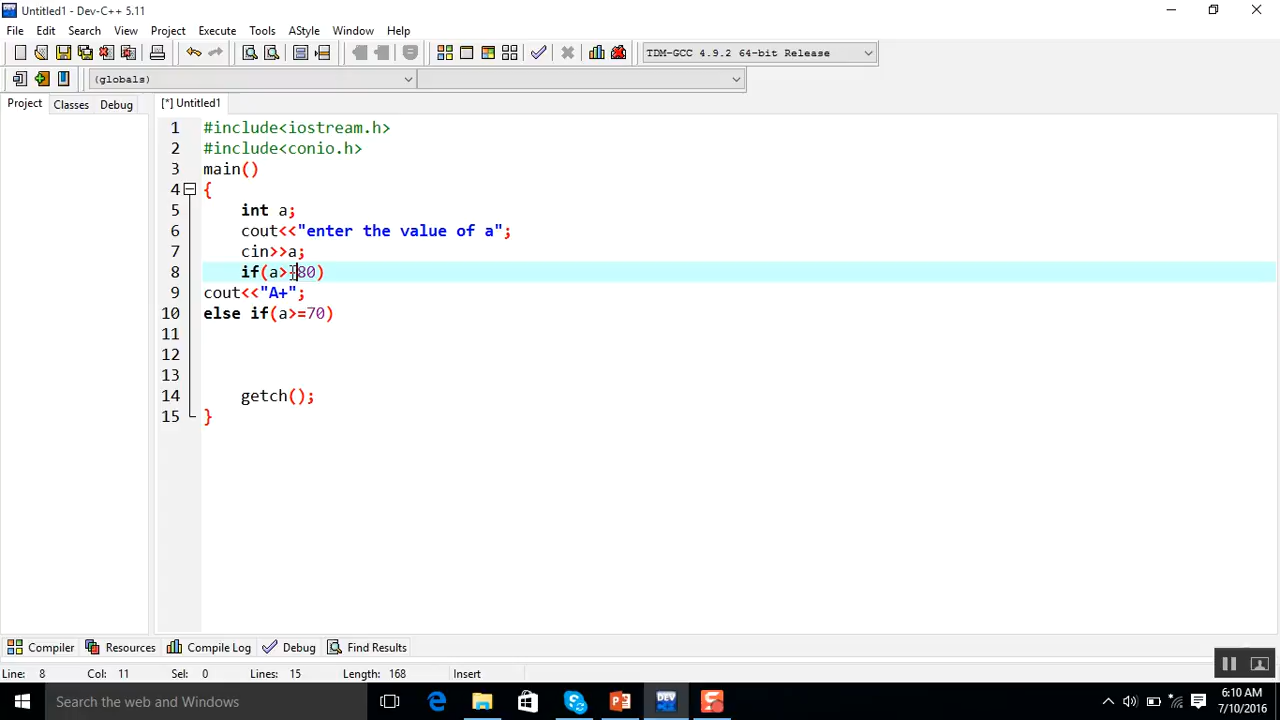 Untitled1 - Dev-C++ 5.11
File Edit Search View Project Execute Tools AStyle Window Help
TDM-GCC 4.9.2 64-bit Release
(globals)
Project Classes Debug [*] Untitled1
1 #include<iostream.h>
2 #include<conio.h>
3 main()
4 {
5 int a;
6 cout<<"enter the value of a";
7 cin>>a;
8 if(a>=80)
9 cout<<"A+";
10 else if(a>=70)
11
12
13
14 getch();
15 }
Compiler Resources Compile Log Debug Find Results
Line: 8 Col: 11 Sel: 0 Lines: 15 Length: 168 Insert
Search the web and Windows
DEV
6:10 AM
7/10/2016